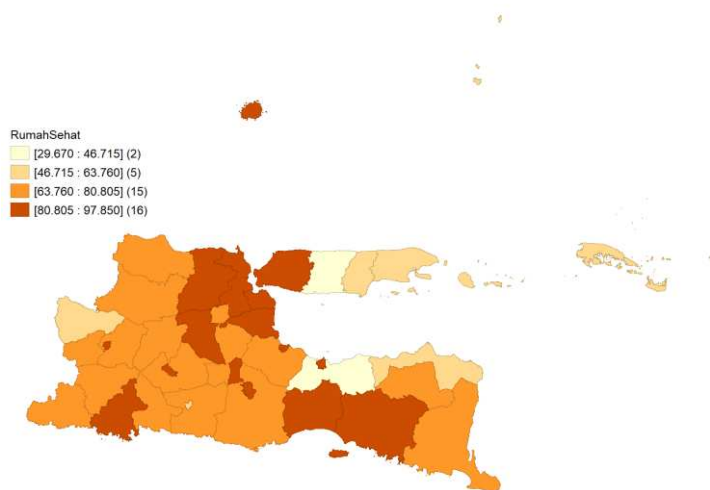 RumahSehat
[29.670 : 46.715] (2)
[46.715 : 63.760] (5)
[63.760 : 80.805] (15)
[80.805 : 97.850] (16)